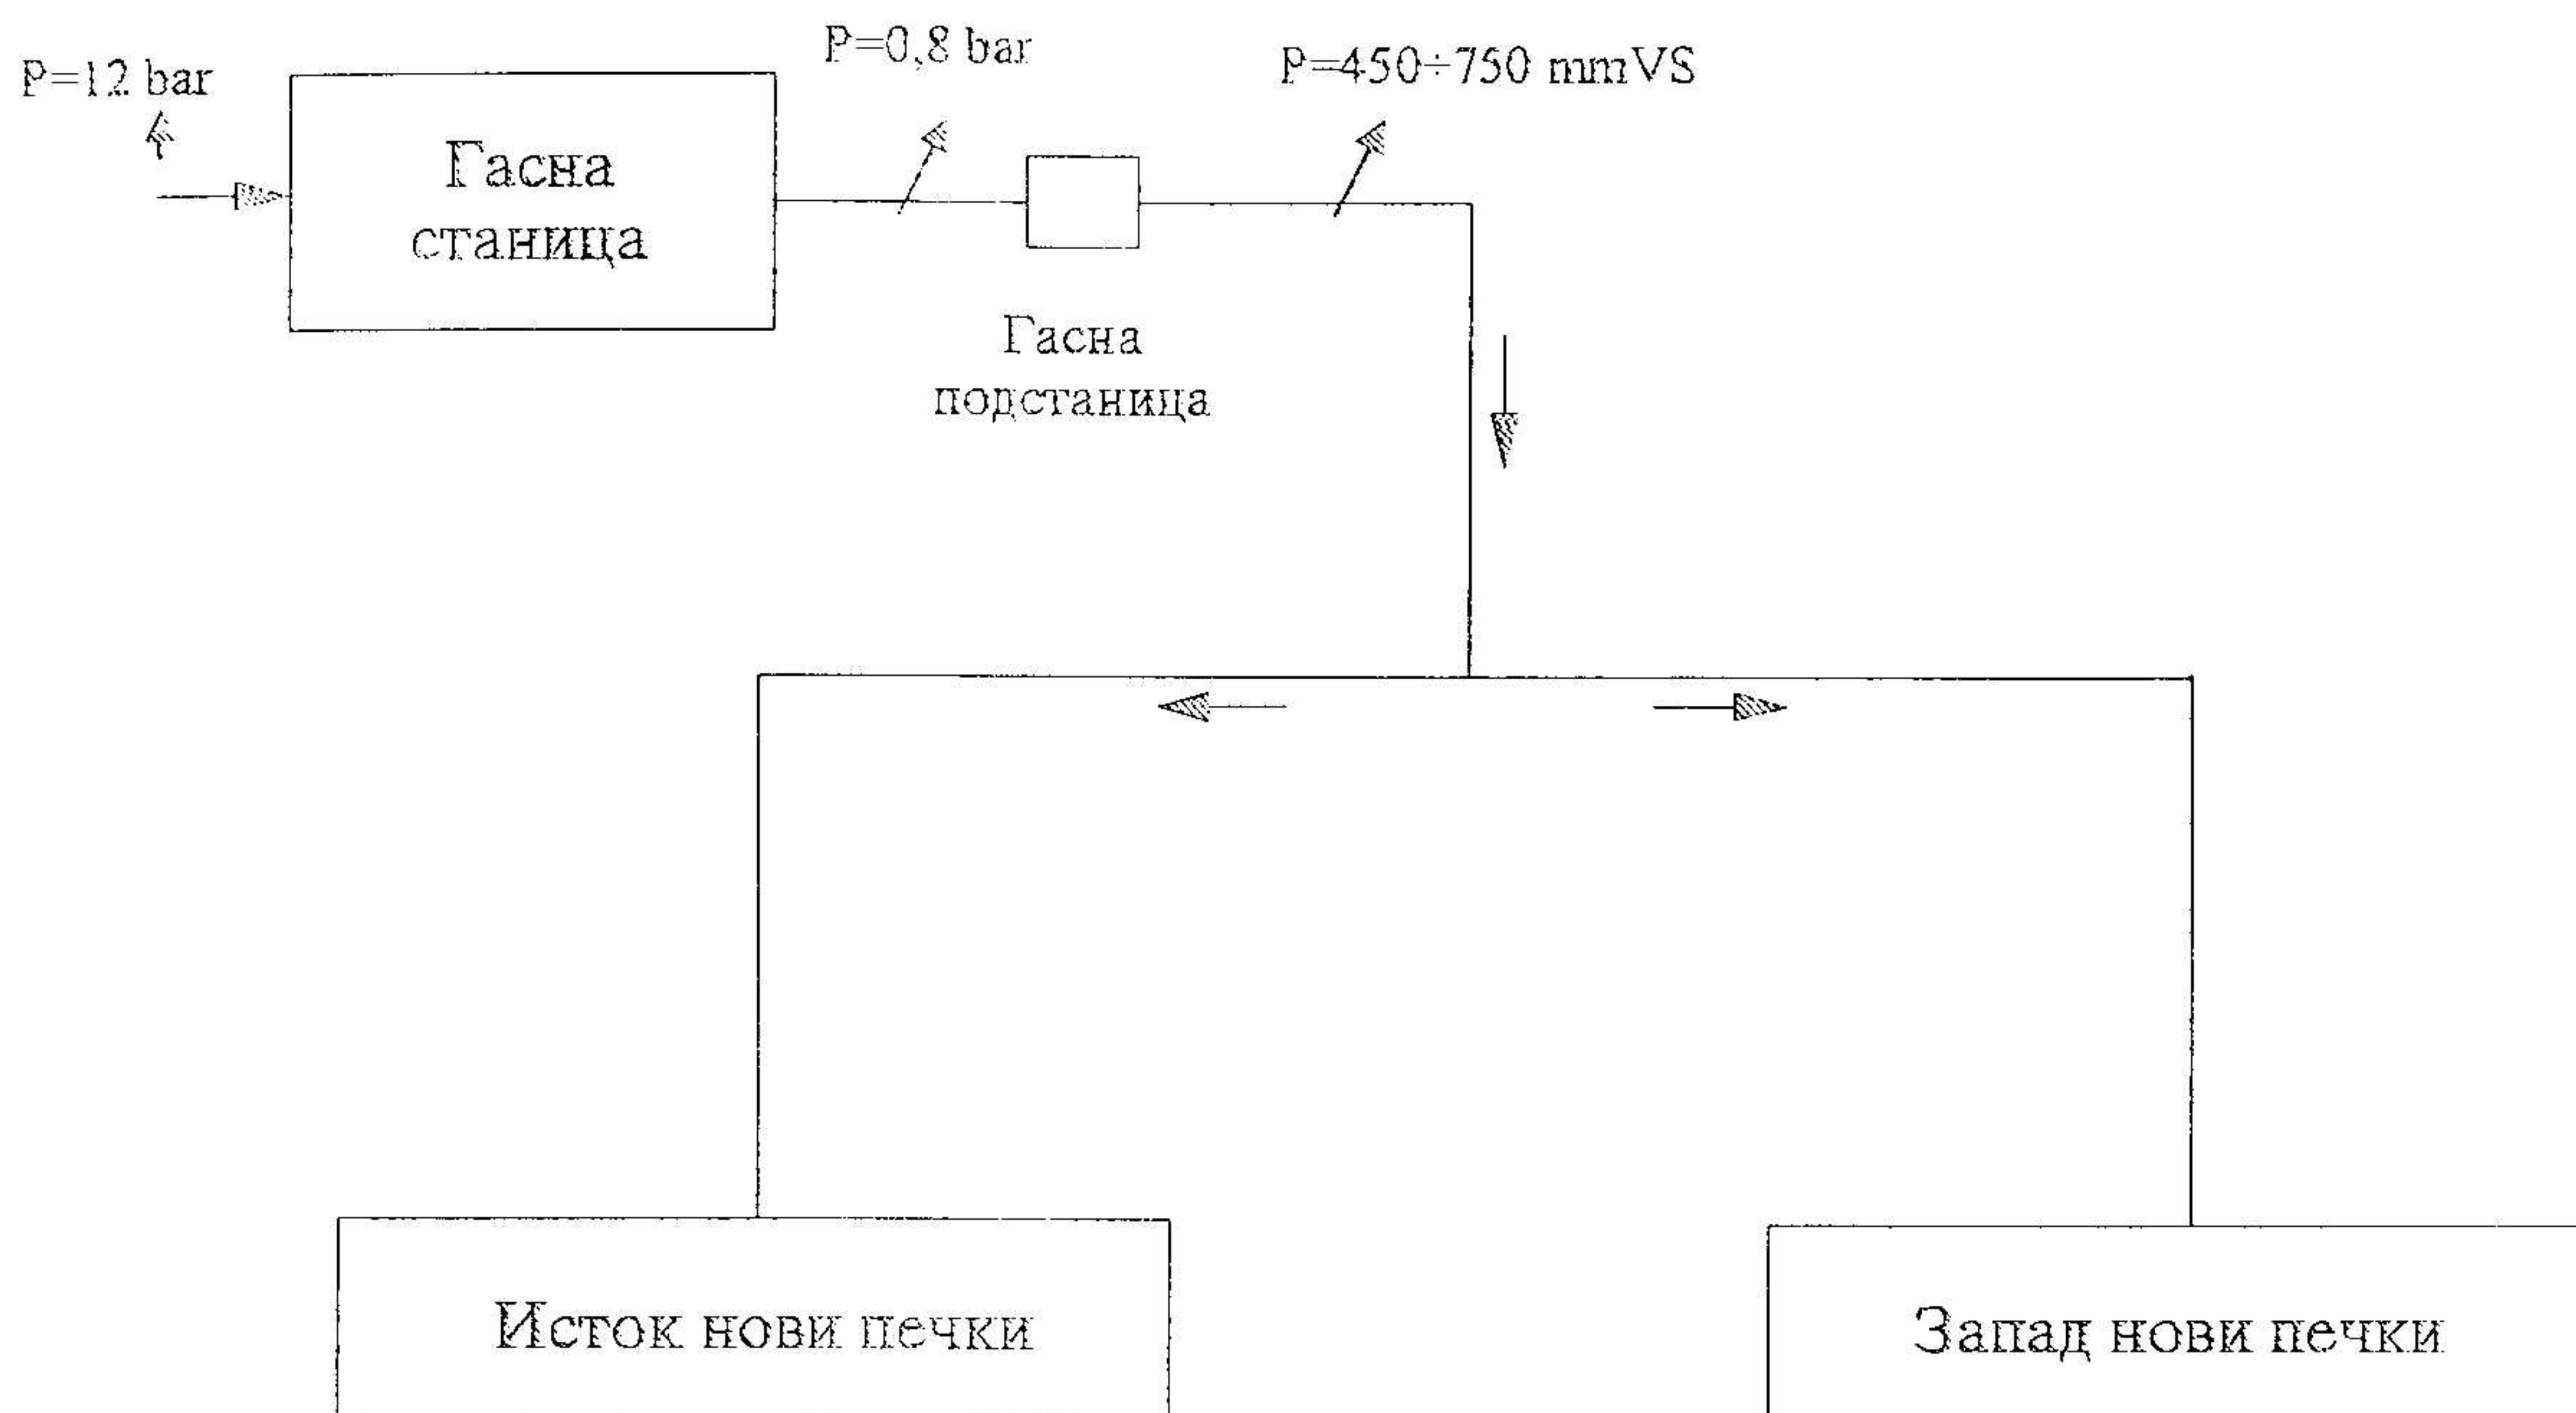 P=12 bar
P=0,8 bar
P=450÷750 mmVS
Гасна
станица
Гасна
подстаница
Исток нови печки
Запад нови печки